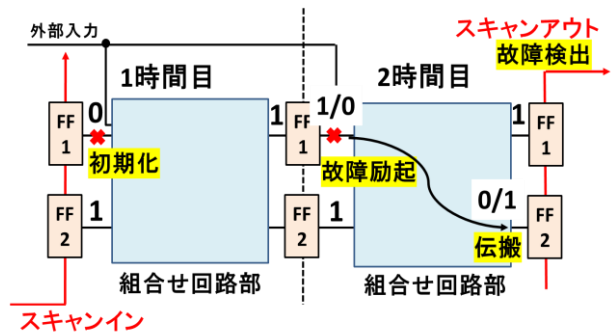 外部入力
スキャンアウト
故障検出
1時間目
2時間目
FF
1
0
初期化
1
FF
1
1/0
故障励起
1
FF
1
FF
2
1
FF
2
1
0/1
伝搬
FF
2
組合せ回路部
組合せ回路部
スキャンイン